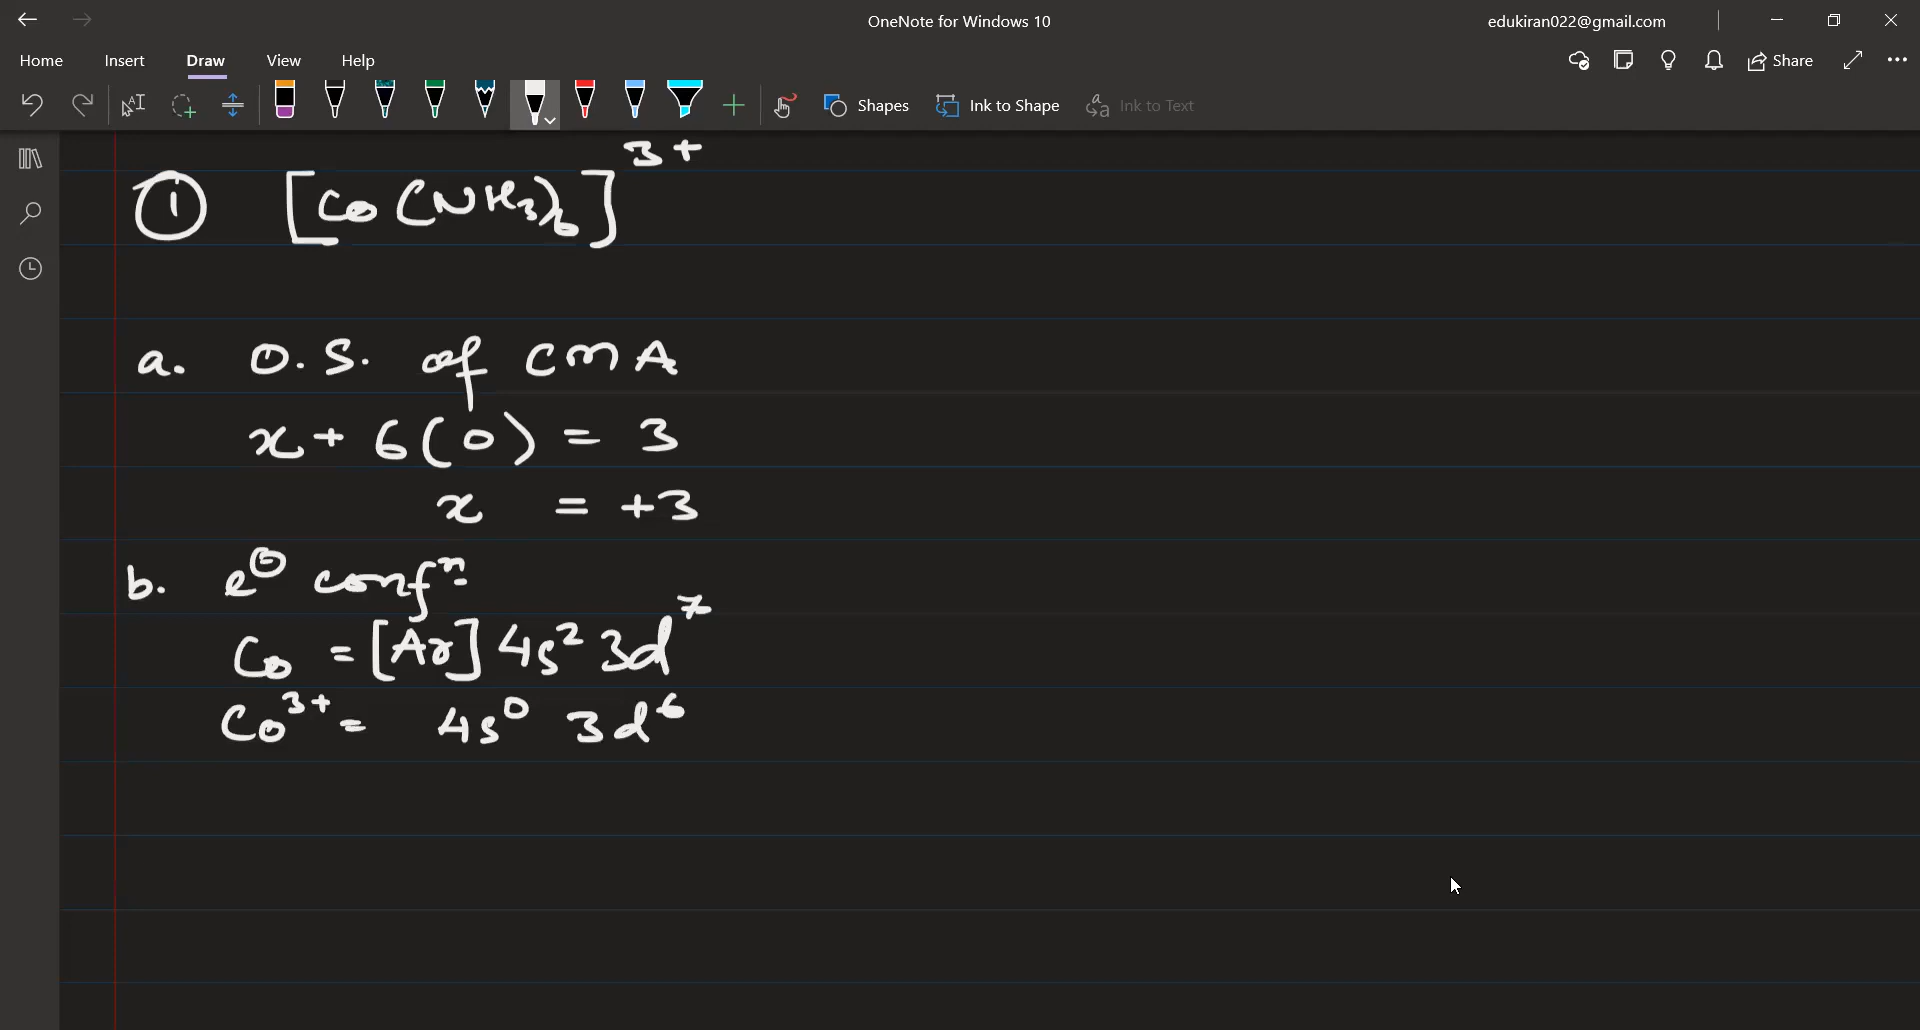 OneNote for Windows 10
edukiran022@gmail.com
Home Insert Draw View Help
Share
Shapes Ink to Shape Ink to Text
① [Co(NH₃)₆]³⁺
a. O.S. of CMA
x + 6(0) = 3
x = +3
b. e⊖ confⁿ
Co = [Ar] 4s² 3d⁷
Co³⁺ = 4s⁰ 3d⁶